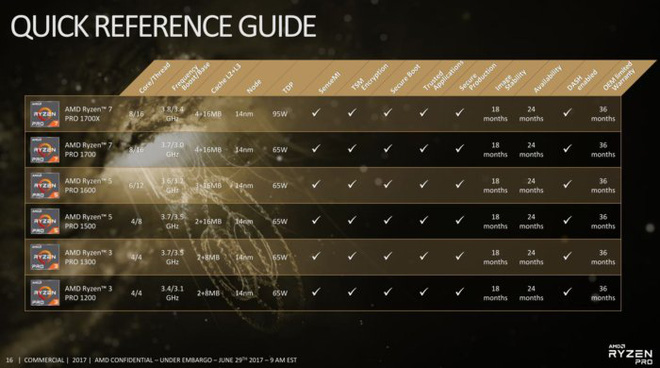 QUICK REFERENCE GUIDE
Core/Thread Frequency Boost/Base Cache L2+L3 Node TDP SenseMi TSM Encryption Secure Boot Trusted Applications Secure Production Image Stability Availability DASH enabled OEM limited Warranty
AMD Ryzen™ 7 PRO 1700X 8/16 3.8/3.4 GHz 4+16MB 14nm 95W ✓ ✓ ✓ ✓ ✓ 18 months 24 months ✓ 36 months
AMD Ryzen™ 7 PRO 1700 8/16 3.7/3.0 GHz 4+16MB 14nm 65W ✓ ✓ ✓ ✓ ✓ 18 months 24 months ✓ 36 months
AMD Ryzen™ 5 PRO 1600 6/12 GHz 14nm 65W ✓ ✓ ✓ ✓ ✓ 18 months 24 months ✓ 36 months
AMD Ryzen™ 5 PRO 1500 4/8 3.7/3.5 GHz 2+16MB 14nm 65W ✓ ✓ ✓ ✓ ✓ 18 months 24 months ✓ 36 months
AMD Ryzen™ 3 PRO 1300 4/4 3.7/3.5 GHz 2+8MB 14nm 65W ✓ ✓ ✓ ✓ ✓ 18 months 24 months ✓ 36 months
AMD Ryzen™ 3 PRO 1200 4/4 3.4/3.1 GHz 2+8MB 14nm 65W ✓ ✓ ✓ ✓ ✓ 18 months 24 months ✓ 36 months
16 | COMMERCIAL | 2017 | AMD CONFIDENTIAL – UNDER EMBARGO – JUNE 29TH 2017 – 9 AM EST
AMD
RYZEN
PRO